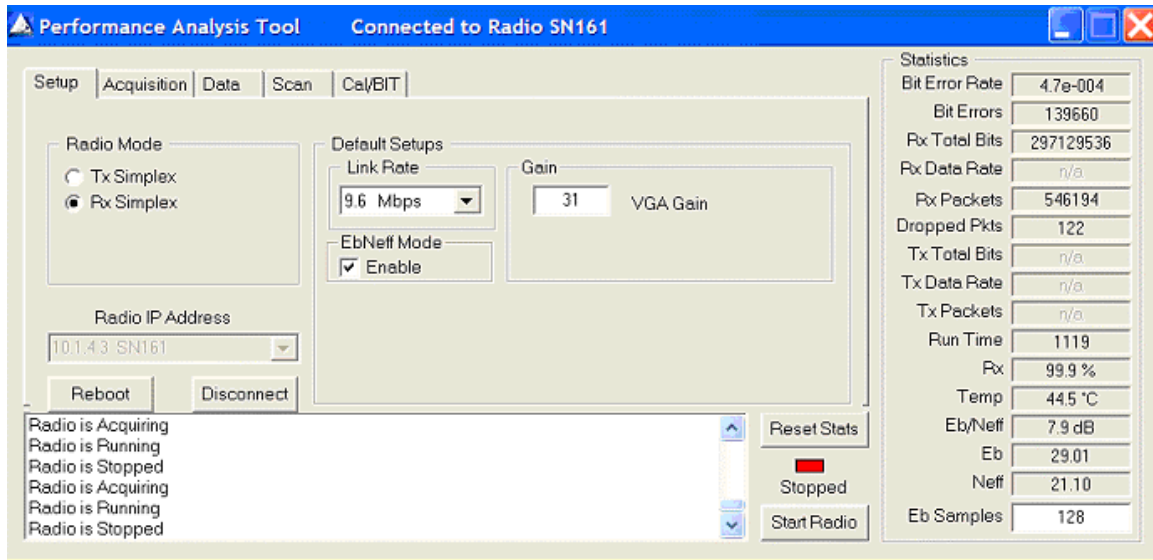 Performance Analysis Tool Connected to Radio SN161
Setup Acquisition Data Scan Cal/BIT
Radio Mode
Tx Simplex
Rx Simplex
Radio IP Address
10.1.4.3 SN161
Reboot Disconnect
Default Setups
Link Rate
9.6 Mbps
EbNeff Mode
Enable
Gain
31 VGA Gain
Radio is Acquiring
Radio is Running
Radio is Stopped
Radio is Acquiring
Radio is Running
Radio is Stopped
Reset Stats
Stopped
Start Radio
Statistics
Bit Error Rate 4.7e-004
Bit Errors 139660
Rx Total Bits 297129536
Rx Data Rate n/a
Rx Packets 546194
Dropped Pkts 122
Tx Total Bits n/a
Tx Data Rate n/a
Tx Packets n/a
Run Time 1119
Rx 99.9 %
Temp 44.5 °C
Eb/Neff 7.9 dB
Eb 29.01
Neff 21.10
Eb Samples 128